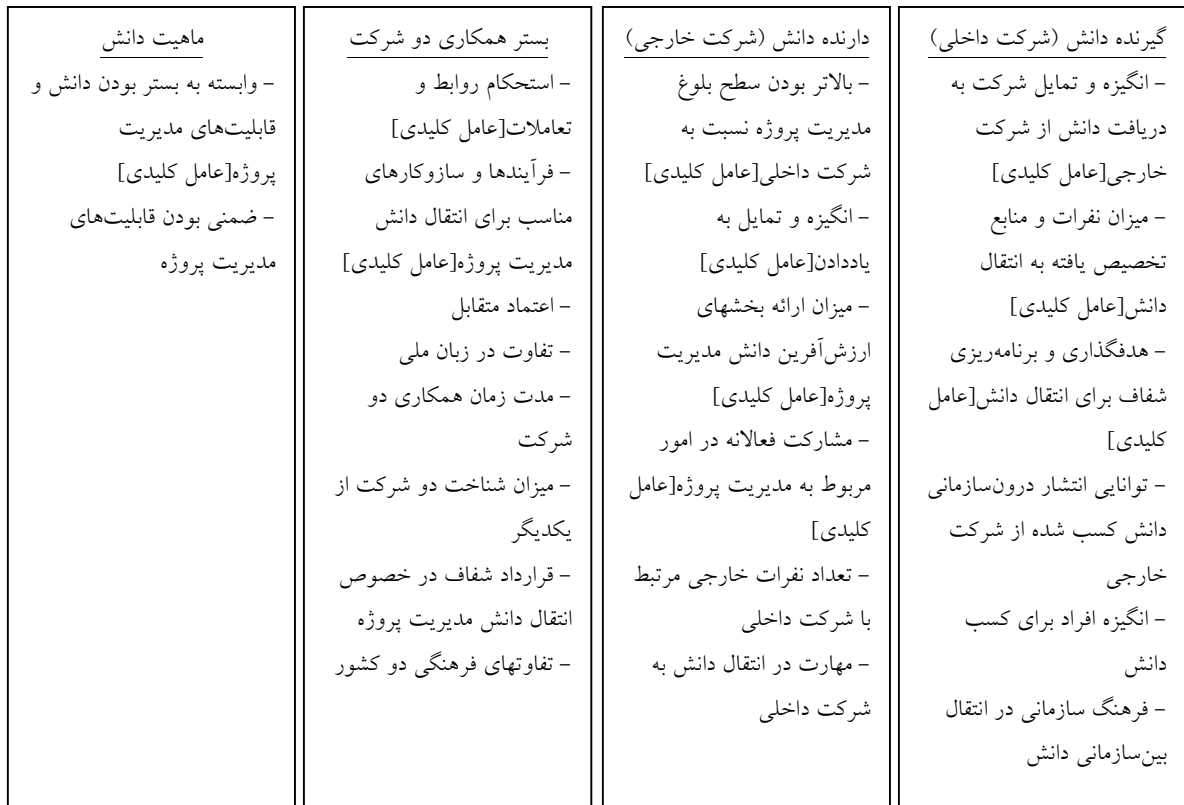 گیرنده دانش (شرکت داخلی)
– انگیزه و تمایل شرکت به
دریافت دانش از شرکت
خارجی[عامل کلیدی]
– میزان نفرات و منابع
تخصیص یافته به انتقال
دانش[عامل کلیدی]
– هدفگذاری و برنامه‌ریزی
شفاف برای انتقال دانش[عامل
کلیدی]
– توانایی انتشار درون‌سازمانی
دانش کسب شده از شرکت
خارجی
– انگیزه افراد برای کسب
دانش
– فرهنگ سازمانی در انتقال
بین‌سازمانی دانش
دارنده دانش (شرکت خارجی)
– بالاتر بودن سطح بلوغ
مدیریت پروژه نسبت به
شرکت داخلی[عامل کلیدی]
– انگیزه و تمایل به
یاددادن[عامل کلیدی]
– میزان ارائه بخشهای
ارزش‌آفرین دانش مدیریت
پروژه[عامل کلیدی]
– مشارکت فعالانه در امور
مربوط به مدیریت پروژه[عامل
کلیدی]
– تعداد نفرات خارجی مرتبط
با شرکت داخلی
– مهارت در انتقال دانش به
شرکت داخلی
بستر همکاری دو شرکت
– استحکام روابط و
تعاملات[عامل کلیدی]
– فرآیندها و سازوکارهای
مناسب برای انتقال دانش
مدیریت پروژه[عامل کلیدی]
– اعتماد متقابل
– تفاوت در زبان ملی
– مدت زمان همکاری دو
شرکت
– میزان شناخت دو شرکت از
یکدیگر
– قرارداد شفاف در خصوص
انتقال دانش مدیریت پروژه
– تفاوتهای فرهنگی دو کشور
ماهیت دانش
– وابسته به بستر بودن دانش و
قابلیت‌های مدیریت
پروژه[عامل کلیدی]
– ضمنی بودن قابلیت‌های
مدیریت پروژه